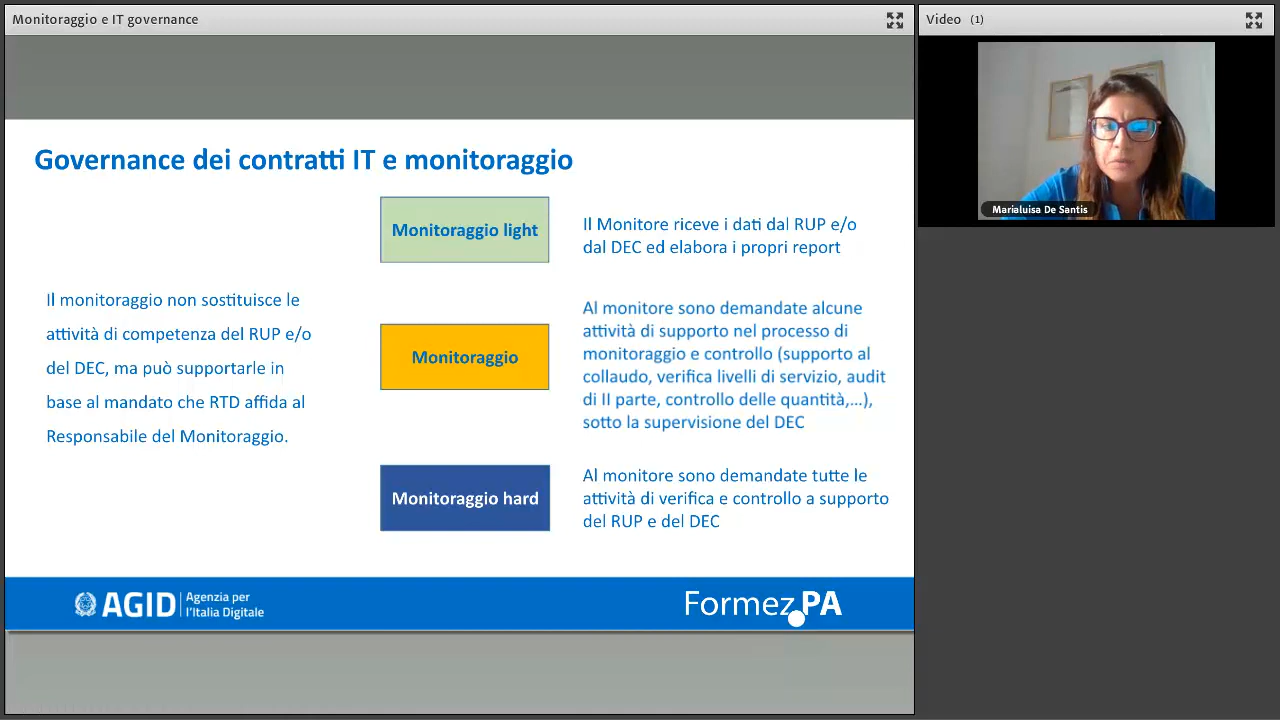 Monitoraggio e IT governance
Video (1)
Marialuisa De Santis
Governance dei contratti IT e monitoraggio
Il monitoraggio non sostituisce le
attività di competenza del RUP e/o
del DEC, ma può supportarle in
base al mandato che RTD affida al
Responsabile del Monitoraggio.
Monitoraggio light
Il Monitore riceve i dati dal RUP e/o
dal DEC ed elabora i propri report
Monitoraggio
Al monitore sono demandate alcune
attività di supporto nel processo di
monitoraggio e controllo (supporto al
collaudo, verifica livelli di servizio, audit
di II parte, controllo delle quantità,...),
sotto la supervisione del DEC
Monitoraggio hard
Al monitore sono demandate tutte le
attività di verifica e controllo a supporto
del RUP e del DEC
AGID
Agenzia per
l'Italia Digitale
Formez.PA